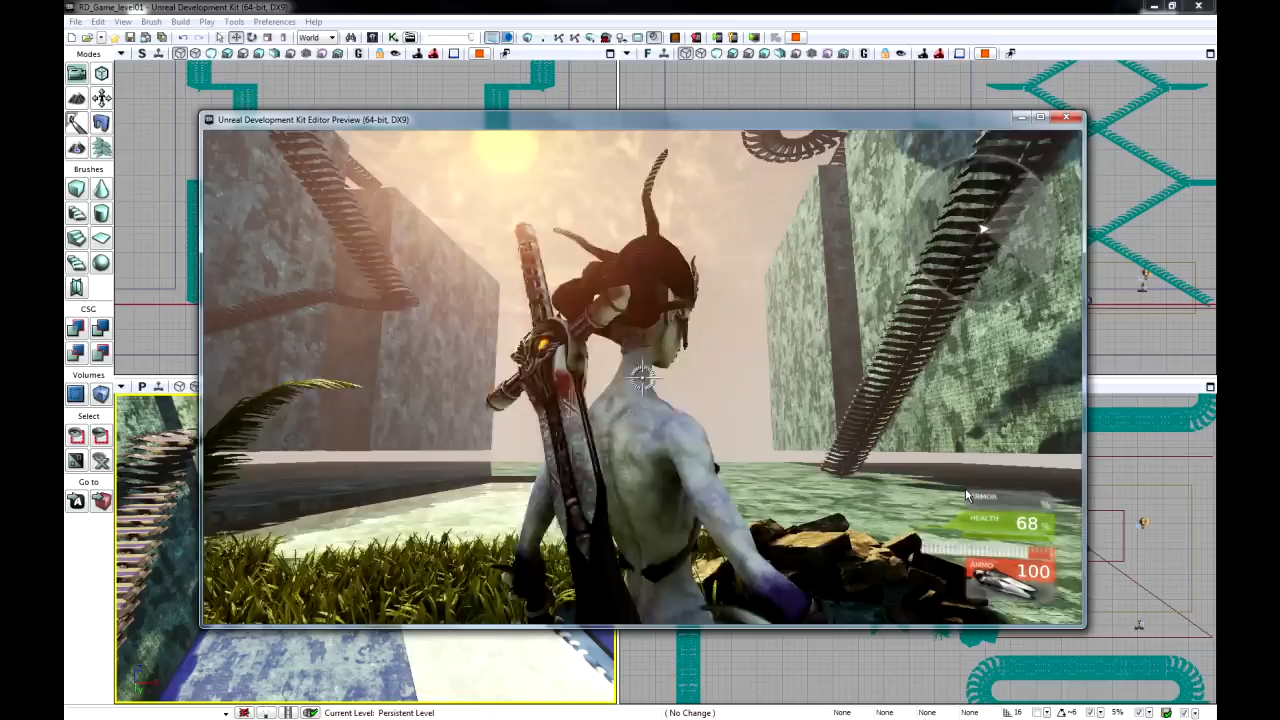 RD_Game_level01 - Unreal Development Kit (64-bit, DX9)
File Edit View Brush Build Play Tools Preferences Help
World
Modes
S
G
F
G
Unreal Development Kit Editor Preview (64-bit, DX9)
Brushes
CSG
Volumes
P
Select
Go to
ARMOR
HEALTH 68
AMMO 100
Current Level: Persistent Level
( No Change )
None None None None 16 ~6 5%